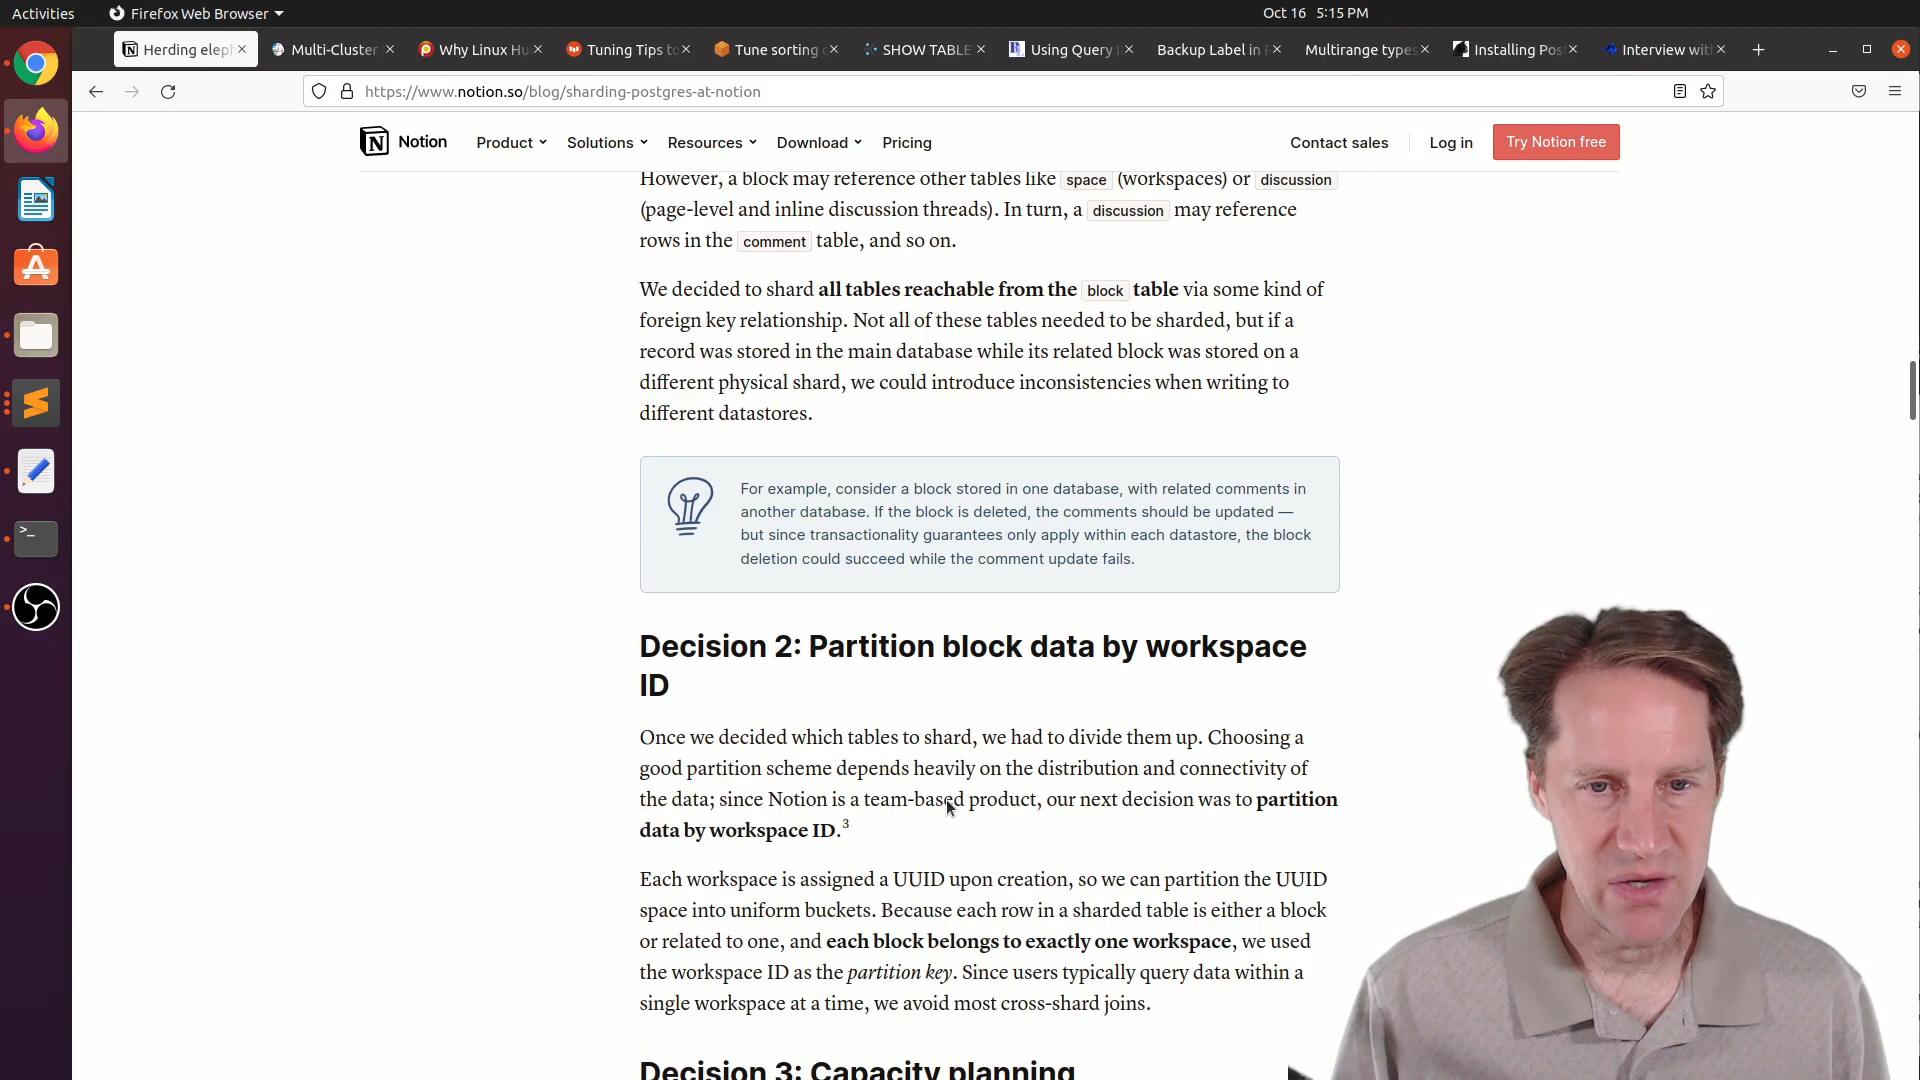 Activities
Firefox Web Browser
Oct 16 5:15 PM
Herding elep
Multi-Cluster
Why Linux Hu
Tuning Tips to
Tune sorting
SHOW TABLE
Using Query
Backup Label in
Multirange types
Installing Pos
Interview wit
https://www.notion.so/blog/sharding-postgres-at-notion
Notion
Product
Solutions
Resources
Download
Pricing
Contact sales
Log in
Try Notion free
However, a block may reference other tables like space (workspaces) or discussion
(page-level and inline discussion threads). In turn, a discussion may reference
rows in the comment table, and so on.
We decided to shard all tables reachable from the block table via some kind of
foreign key relationship. Not all of these tables needed to be sharded, but if a
record was stored in the main database while its related block was stored on a
different physical shard, we could introduce inconsistencies when writing to
different datastores.
For example, consider a block stored in one database, with related comments in
another database. If the block is deleted, the comments should be updated —
but since transactionality guarantees only apply within each datastore, the block
deletion could succeed while the comment update fails.
Decision 2: Partition block data by workspace
ID
Once we decided which tables to shard, we had to divide them up. Choosing a
good partition scheme depends heavily on the distribution and connectivity of
the data; since Notion is a team-based product, our next decision was to partition
data by workspace ID.3
Each workspace is assigned a UUID upon creation, so we can partition the UUID
space into uniform buckets. Because each row in a sharded table is either a block
or related to one, and each block belongs to exactly one workspace, we used
the workspace ID as the partition key. Since users typically query data within a
single workspace at a time, we avoid most cross-shard joins.
Decision 3: Capacity planning